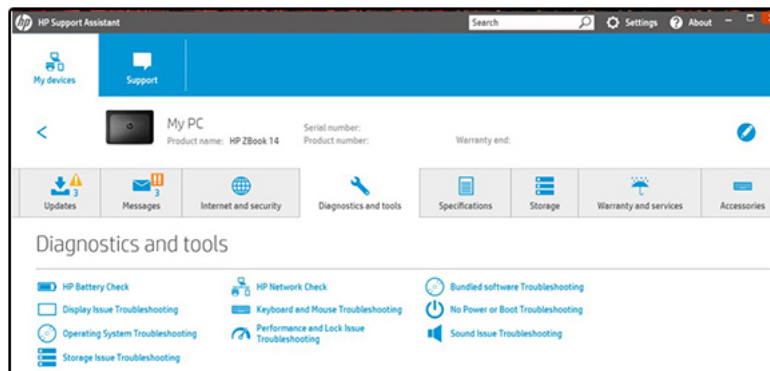 hp HP Support Assistant Search Settings ? About
My devices Support
My PC
Product name: HP ZBook 14
Serial number:
Product number:
Warranty end:
3 3
Updates Messages Internet and security Diagnostics and tools Specifications Storage Warranty and services Accessories
Diagnostics and tools
HP Battery Check HP Network Check Bundled software Troubleshooting
Display Issue Troubleshooting Keyboard and Mouse Troubleshooting No Power or Boot Troubleshooting
Operating System Troubleshooting Performance and Lock Issue
Troubleshooting Sound Issue Troubleshooting
Storage Issue Troubleshooting